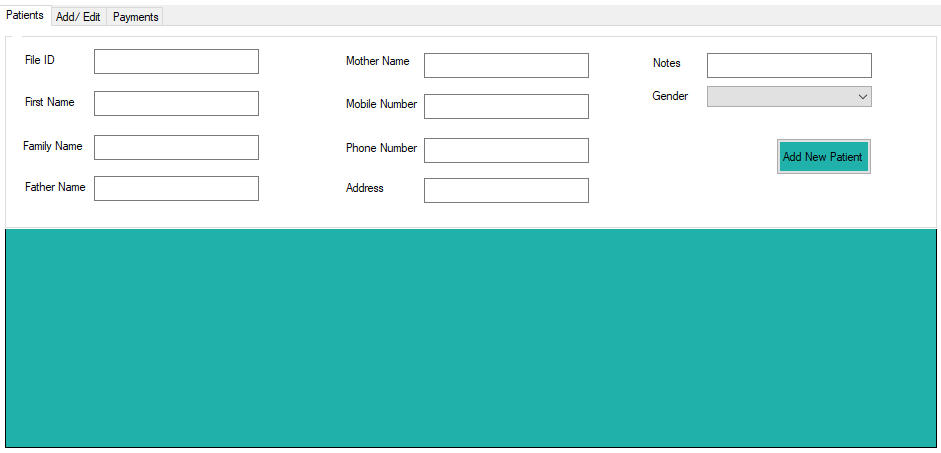 Patients Add/ Edit Payments
File ID
First Name
Family Name
Father Name
Mother Name
Mobile Number
Phone Number
Address
Notes
Gender
Add New Patient